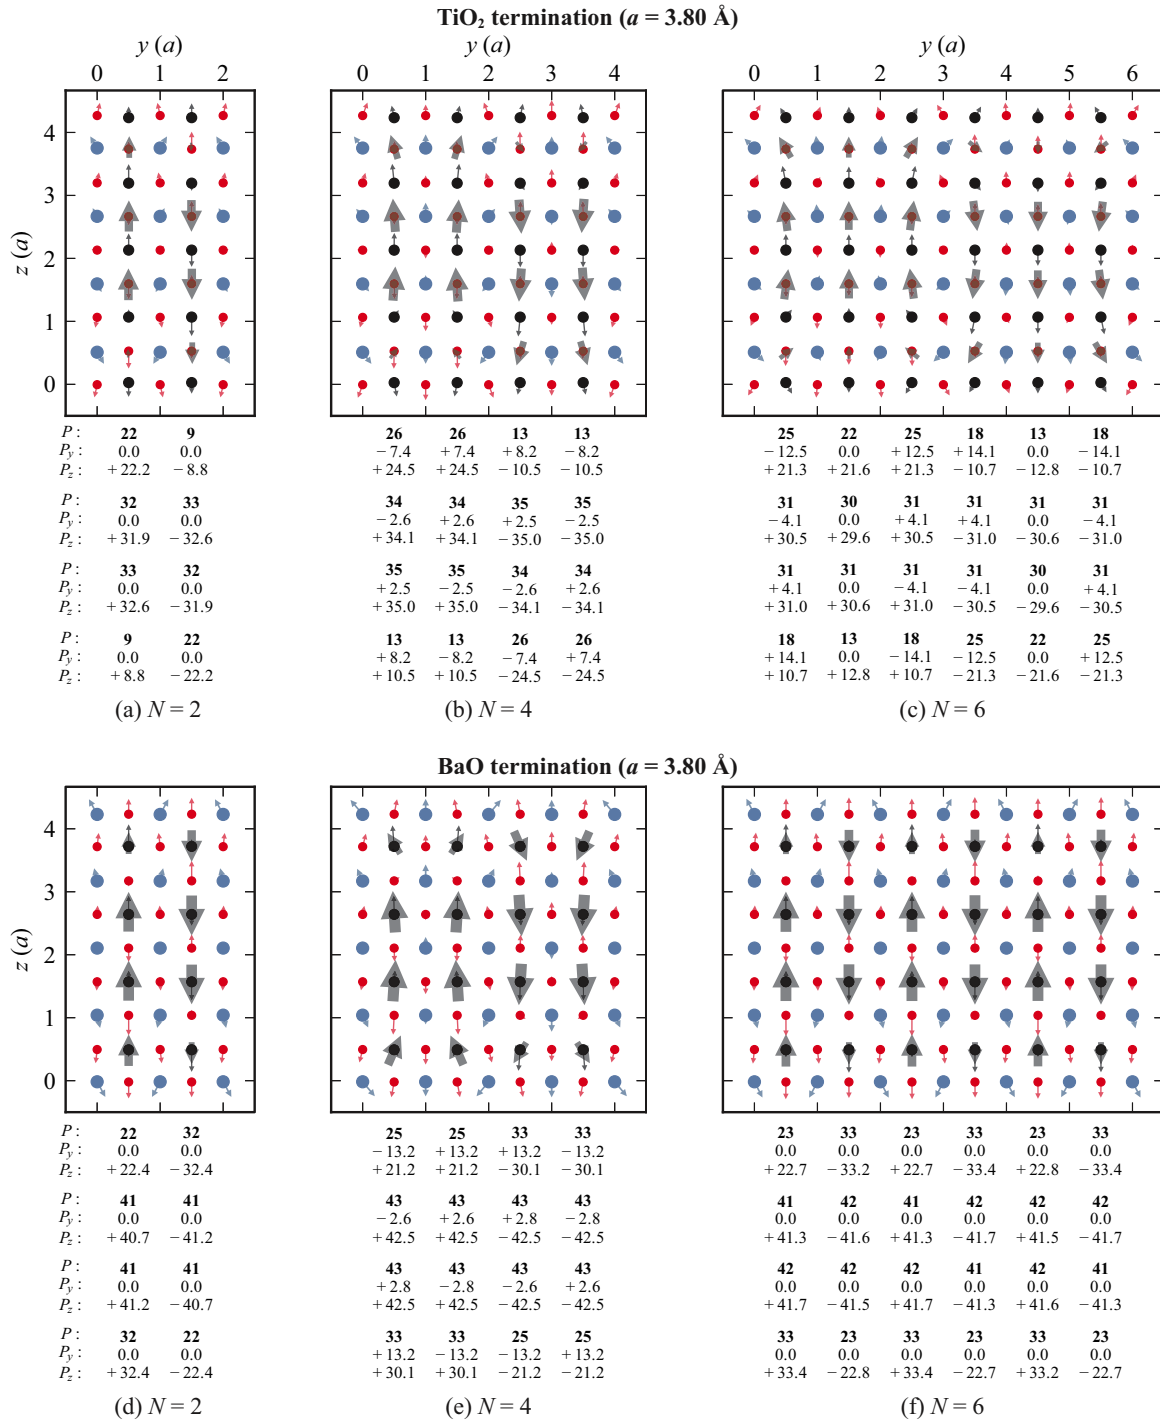 TiO₂ termination (a = 3.80 Å)
y (a) y (a) y (a)
0 1 2 0 1 2 3 4 0 1 2 3 4 5 6
4
3
z (a)
2
1
0
P : 22 9 26 26 13 13 25 22 25 18 13 18
Py : 0.0 0.0 −7.4 +7.4 +8.2 −8.2 −12.5 0.0 +12.5 +14.1 0.0 −14.1
Pz : +22.2 −8.8 +24.5 +24.5 −10.5 −10.5 +21.3 +21.6 +21.3 −10.7 −12.8 −10.7
P : 32 33 34 34 35 35 31 30 31 31 31 31
Py : 0.0 0.0 −2.6 +2.6 +2.5 −2.5 −4.1 0.0 +4.1 +4.1 0.0 −4.1
Pz : +31.9 −32.6 +34.1 +34.1 −35.0 −35.0 +30.5 +29.6 +30.5 −31.0 −30.6 −31.0
P : 33 32 35 35 34 34 31 31 31 31 30 31
Py : 0.0 0.0 +2.5 −2.5 −2.6 +2.6 +4.1 0.0 −4.1 −4.1 0.0 +4.1
Pz : +32.6 −31.9 +35.0 +35.0 −34.1 −34.1 +31.0 +30.6 +31.0 −30.5 −29.6 −30.5
P : 9 22 13 13 26 26 18 13 18 25 22 25
Py : 0.0 0.0 +8.2 −8.2 −7.4 +7.4 +14.1 0.0 −14.1 −12.5 0.0 +12.5
Pz : +8.8 −22.2 +10.5 +10.5 −24.5 −24.5 +10.7 +12.8 +10.7 −21.3 −21.6 −21.3
(a) N = 2 (b) N = 4 (c) N = 6
BaO termination (a = 3.80 Å)
4
3
z (a)
2
1
0
P : 22 32 25 25 33 33 23 33 23 33 23 33
Py : 0.0 0.0 −13.2 +13.2 +13.2 −13.2 0.0 0.0 0.0 0.0 0.0 0.0
Pz : +22.4 −32.4 +21.2 +21.2 −30.1 −30.1 +22.7 −33.2 +22.7 −33.4 +22.8 −33.4
P : 41 41 43 43 43 43 41 42 41 42 42 42
Py : 0.0 0.0 −2.6 +2.6 +2.8 −2.8 0.0 0.0 0.0 0.0 0.0 0.0
Pz : +40.7 −41.2 +42.5 +42.5 −42.5 −42.5 +41.3 −41.6 +41.3 −41.7 +41.5 −41.7
P : 41 41 43 43 43 43 42 42 42 41 42 41
Py : 0.0 0.0 +2.8 −2.8 −2.6 +2.6 0.0 0.0 0.0 0.0 0.0 0.0
Pz : +41.2 −40.7 +42.5 +42.5 −42.5 −42.5 +41.7 −41.5 +41.7 −41.3 +41.6 −41.3
P : 32 22 33 33 25 25 33 23 33 23 33 23
Py : 0.0 0.0 +13.2 −13.2 −13.2 +13.2 0.0 0.0 0.0 0.0 0.0 0.0
Pz : +32.4 −22.4 +30.1 +30.1 −21.2 −21.2 +33.4 −22.8 +33.4 −22.7 +33.2 −22.7
(d) N = 2 (e) N = 4 (f) N = 6